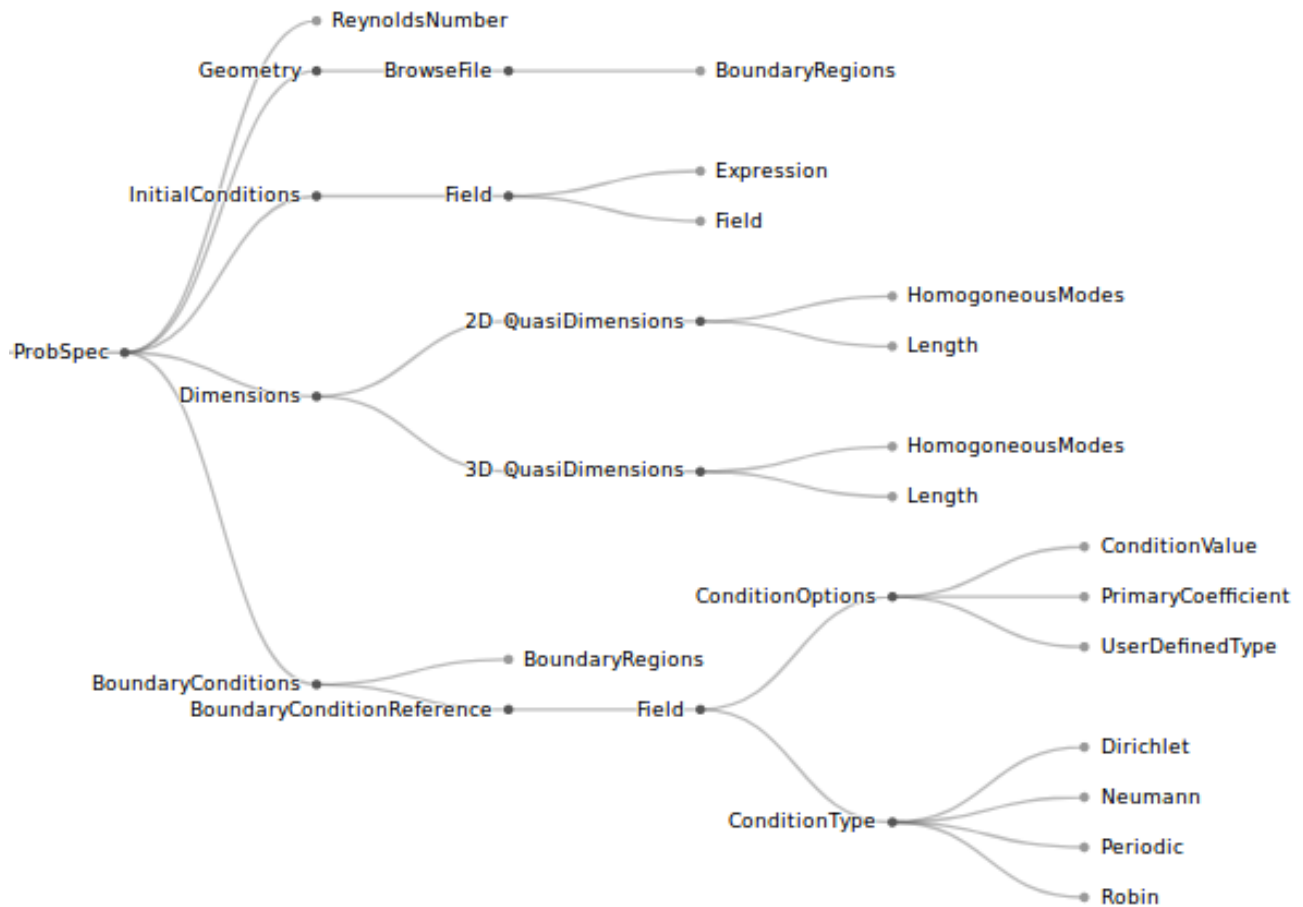 ReynoldsNumber
Geometry BrowseFile BoundaryRegions
Expression
InitialConditions Field
Field
HomogoneousModes
2D QuasiDimensions
Length
ProbSpec
Dimensions
HomogoneousModes
3D QuasiDimensions
Length
ConditionValue
ConditionOptions PrimaryCoefficient
UserDefinedType
BoundaryRegions
BoundaryConditions
BoundaryConditionReference Field
Dirichlet
Neumann
ConditionType
Periodic
Robin